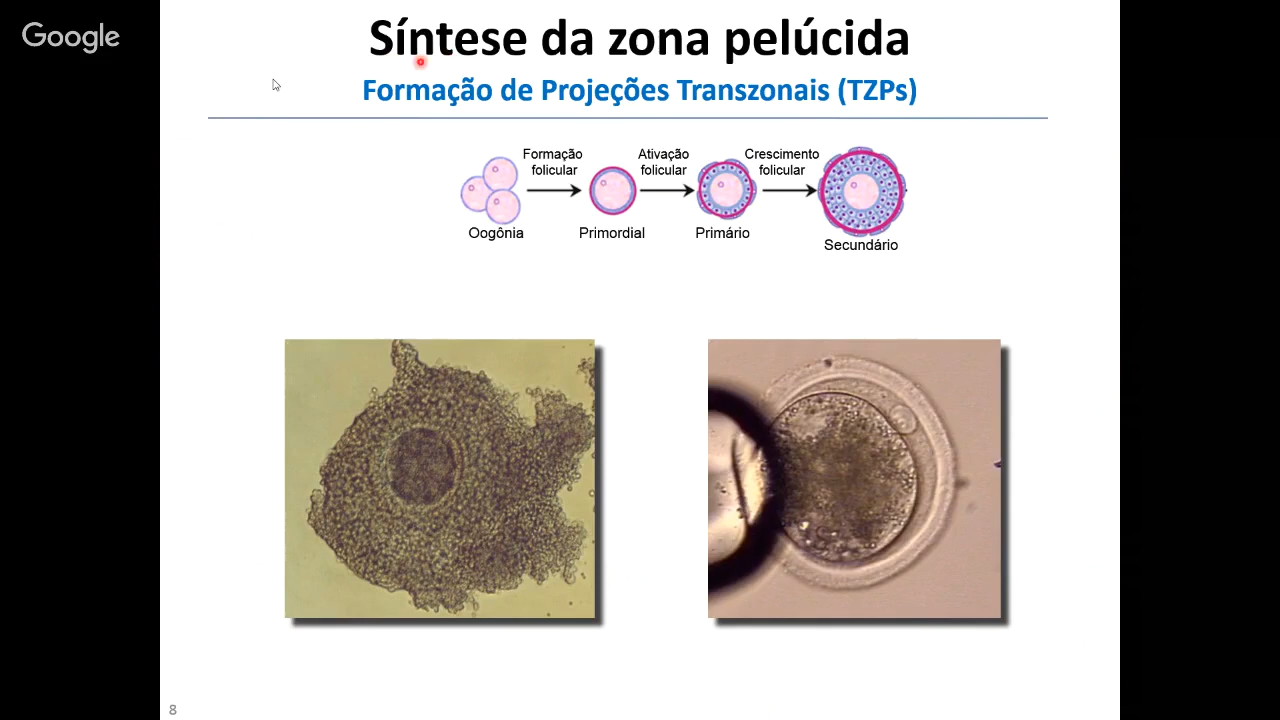 Google
Síntese da zona pelúcida
Formação de Projeções Transzonais (TZPs)
Formação
folicular
Ativação
folicular
Crescimento
folicular
Oogônia
Primordial
Primário
Secundário
8